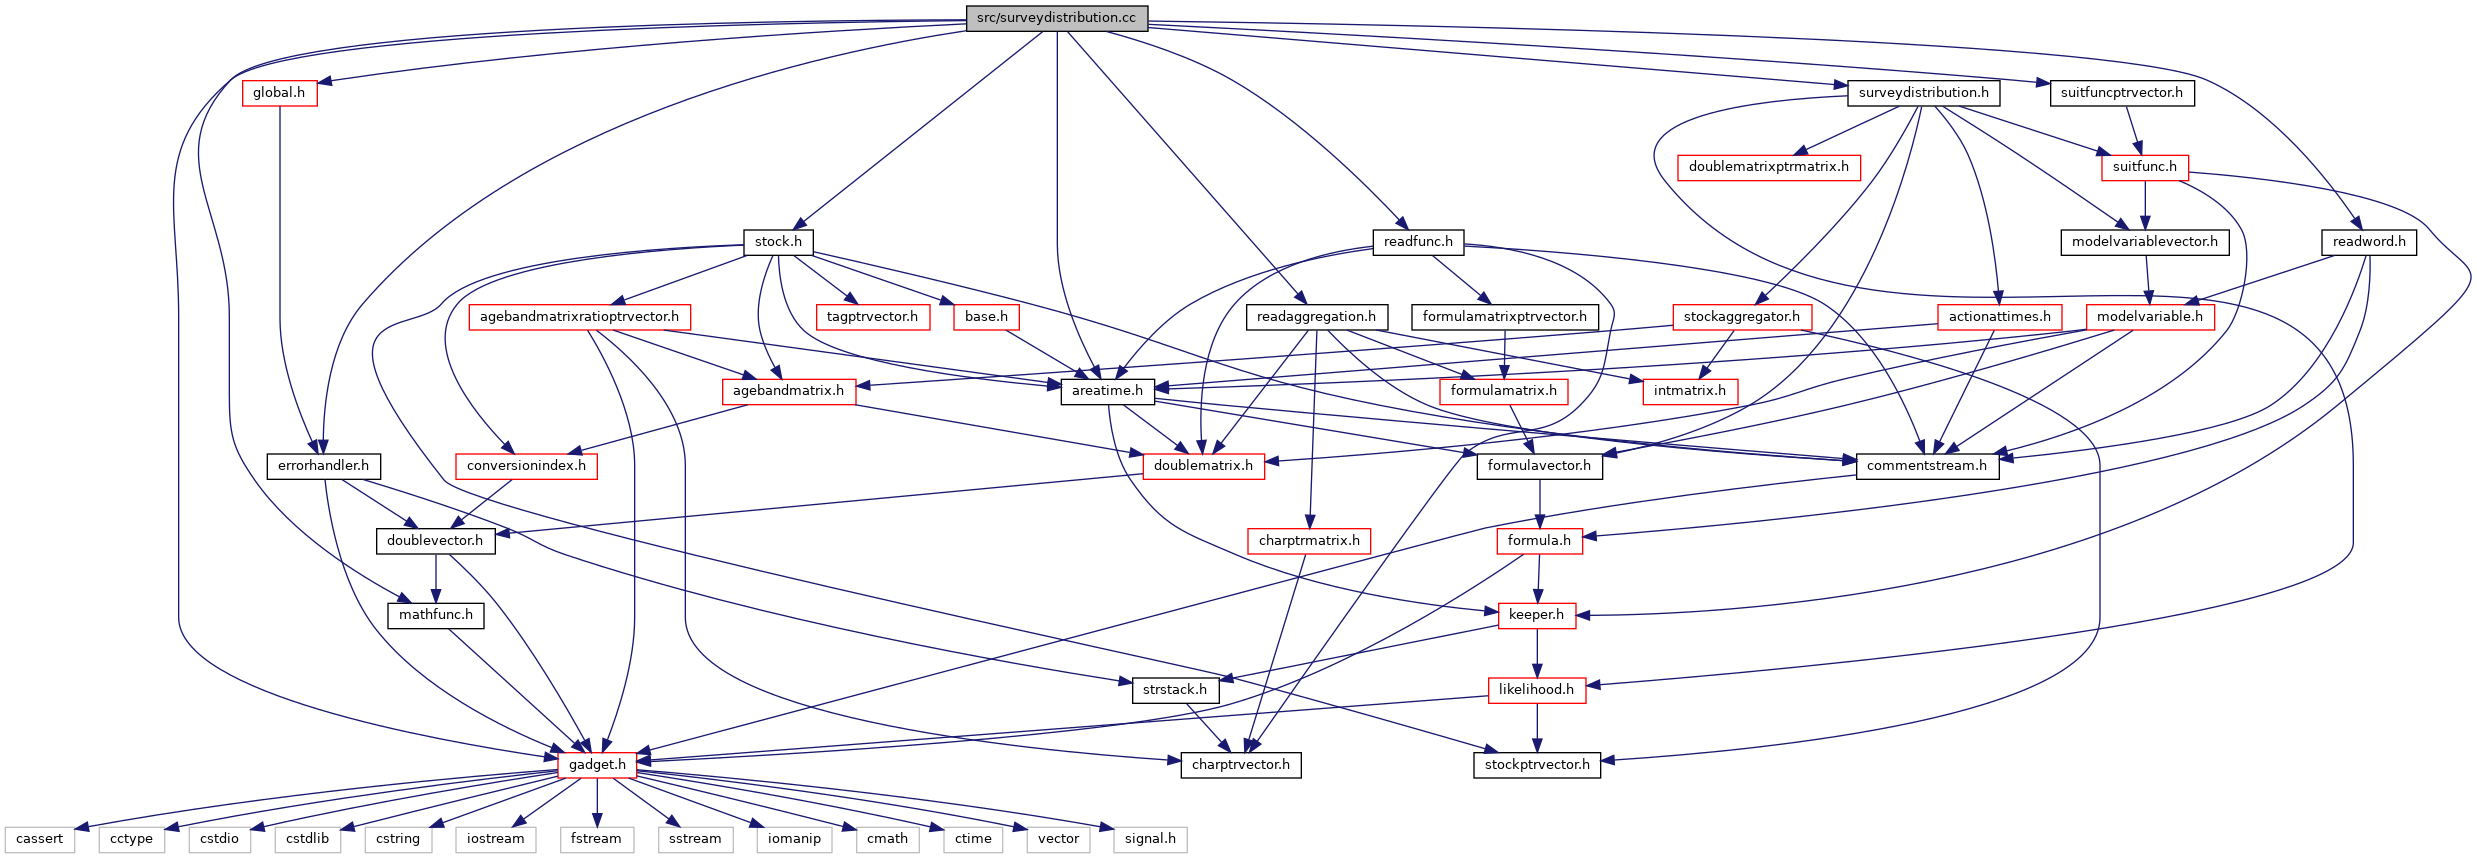 src/surveydistribution.cc
global.h
surveydistribution.h
suitfuncptrvector.h
doublematrixptrmatrix.h
suitfunc.h
stock.h
readfunc.h
modelvariablevector.h
readword.h
agebandmatrixratioptrvector.h
tagptrvector.h
base.h
readaggregation.h
formulamatrixptrvector.h
stockaggregator.h
actionattimes.h
modelvariable.h
agebandmatrix.h
areatime.h
formulamatrix.h
intmatrix.h
errorhandler.h
conversionindex.h
doublematrix.h
formulavector.h
commentstream.h
doublevector.h
charptrmatrix.h
formula.h
mathfunc.h
keeper.h
strstack.h
likelihood.h
gadget.h
charptrvector.h
stockptrvector.h
cassert
cctype
cstdio
cstdlib
cstring
iostream
fstream
sstream
iomanip
cmath
ctime
vector
signal.h